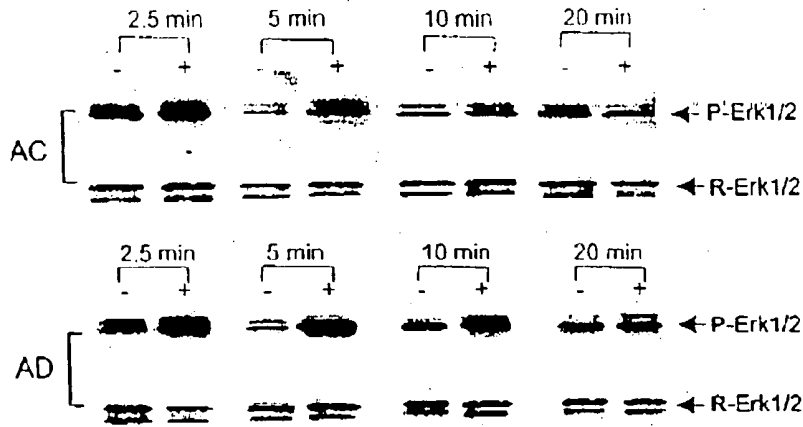 2.5 min 5 min 10 min 20 min
- + - + - + - +
P-Erk1/2
AC
R-Erk1/2
2.5 min 5 min 10 min 20 min
- + - + - + - +
P-Erk1/2
AD
R-Erk1/2